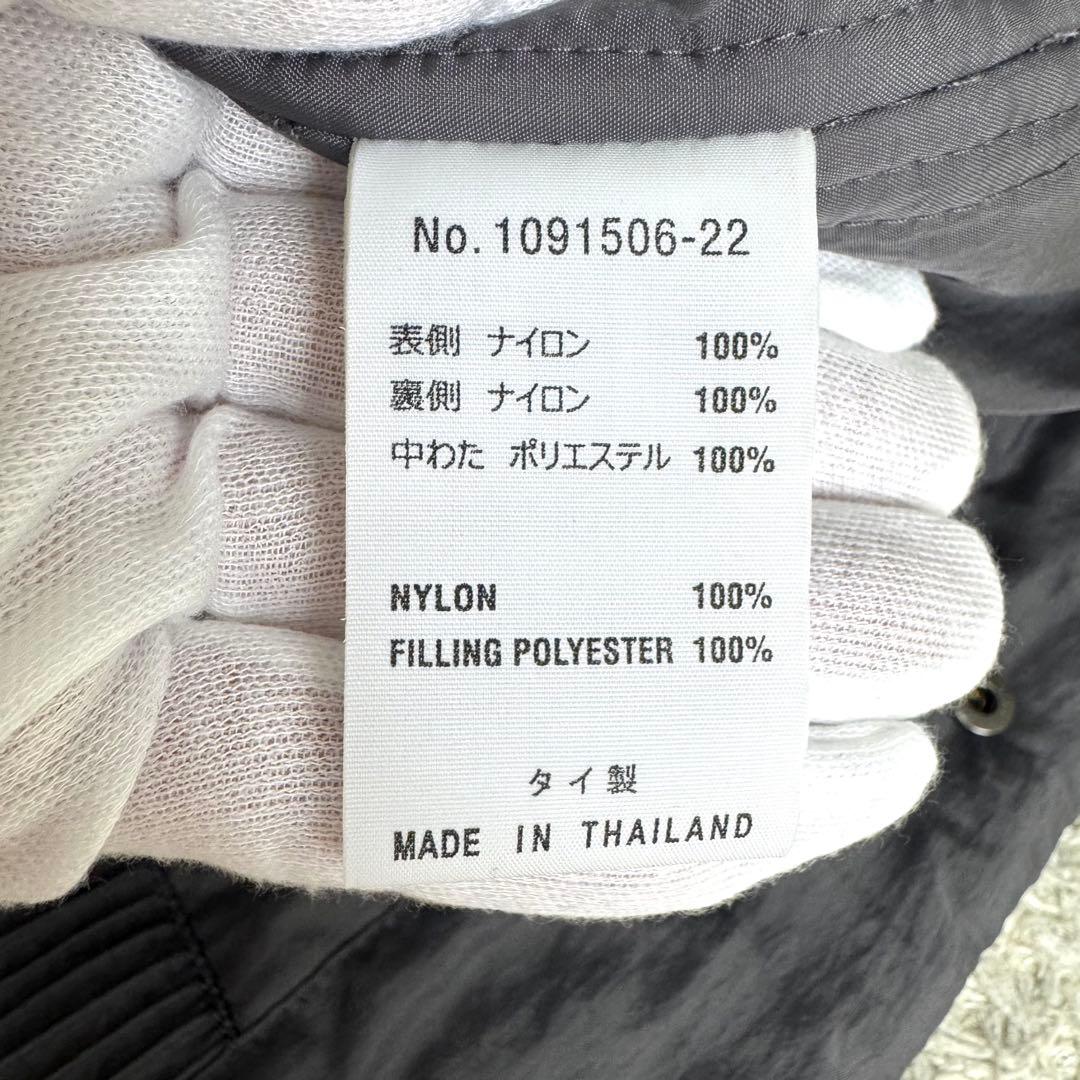 No. 1091506-22
表側 ナイロン 100%
裏側 ナイロン 100%
中わた ポリエステル 100%
NYLON 100%
FILLING POLYESTER 100%
タイ製
MADE IN THAILAND